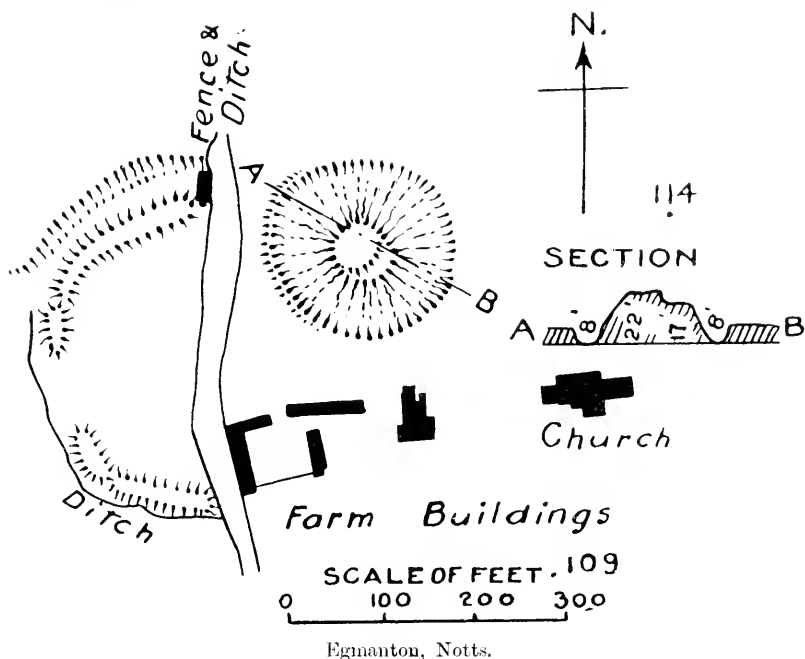 N.
Fence &
Ditch.
A
B
114
SECTION
A
8'
22'
17'
8'
B
Church
Ditch
Farm Buildings
109
SCALE OF FEET.
0 100 200 300
Egmanton, Notts.